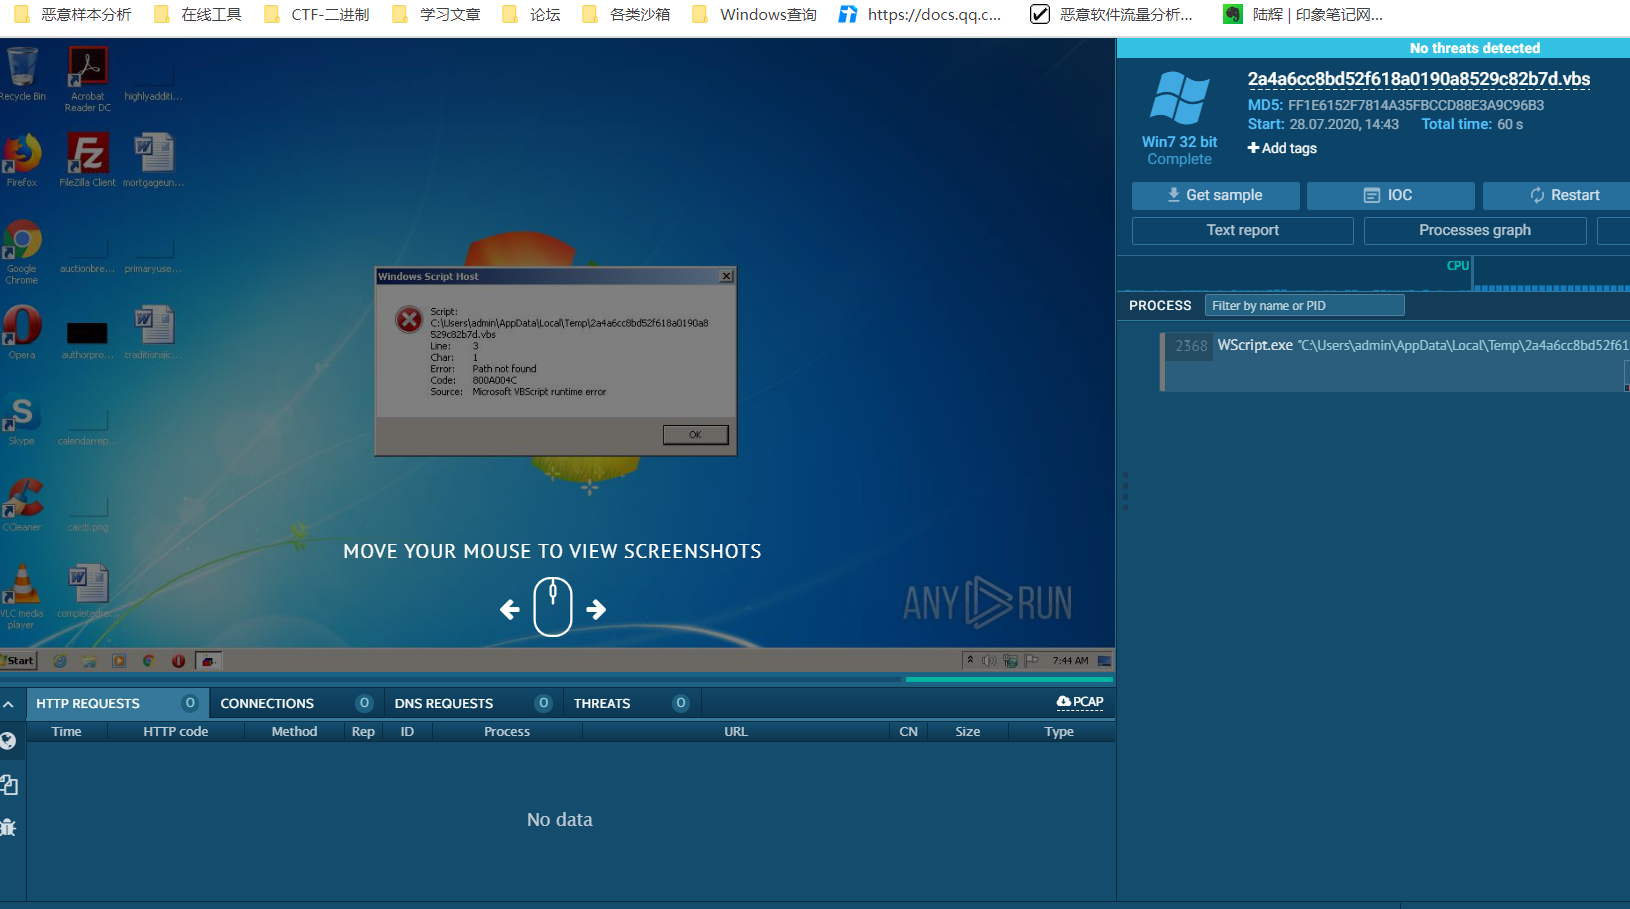 恶意样本分析 在线工具 CTF-二进制 学习文章 论坛 各类沙箱 Windows查询 https://docs.qq.c... 恶意软件流量分析... 陆辉 | 印象笔记网...
No threats detected
2a4a6cc8bd52f618a0190a8529c82b7d.vbs
MD5: FF1E6152F7814A35FBCCD88E3A9C96B3
Start: 28.07.2020, 14:43 Total time: 60 s
Win7 32 bit
Complete
Add tags
Get sample IOC Restart
Text report Processes graph
CPU
PROCESS Filter by name or PID
2368 WScript.exe "C:\Users\admin\AppData\Local\Temp\2a4a6cc8bd52f61
Recycle Bin
Acrobat
Reader DC
highlyadditi...
Firefox
FileZilla Client
mortgageun...
Google
Chrome
auctionbre...
primaryuse...
Opera
authorpro...
traditionalc...
Skype
calendarrep...
CCleaner
cardj.png
VLC media
player
completadre...
Windows Script Host
Script: C:\Users\admin\AppData\Local\Temp\2a4a6cc8bd52f618a0190a8
529c82b7d.vbs
Line: 3
Char: 1
Error: Path not found
Code: 800A004C
Source: Microsoft VBScript runtime error
OK
MOVE YOUR MOUSE TO VIEW SCREENSHOTS
ANY RUN
Start
7:44 AM
HTTP REQUESTS 0 CONNECTIONS 0 DNS REQUESTS 0 THREATS 0 PCAP
Time HTTP code Method Rep ID Process URL CN Size Type
No data